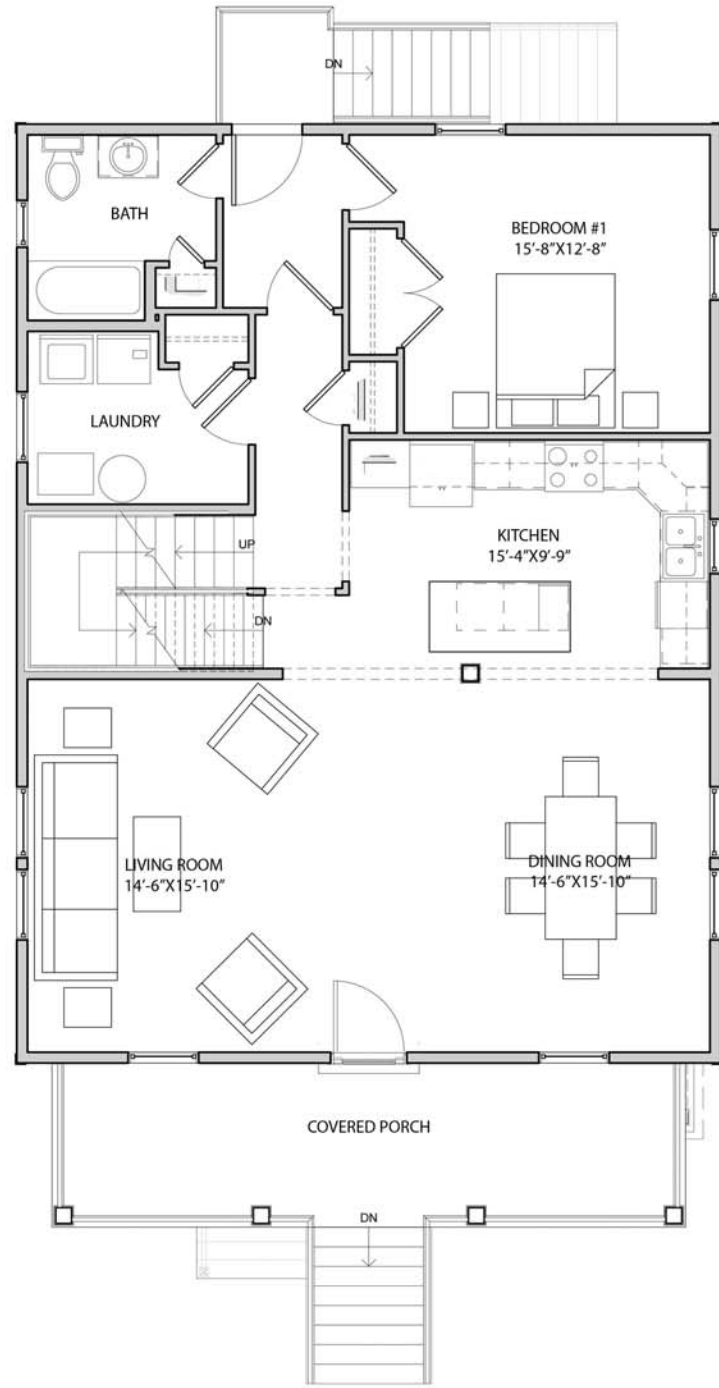 DN
BATH
BEDROOM #1
15'-8"X12'-8"
LAUNDRY
KITCHEN
15'-4"X9'-9"
UP
DN
LIVING ROOM
14'-6"X15'-10"
DINING ROOM
14'-6"X15'-10"
COVERED PORCH
DN